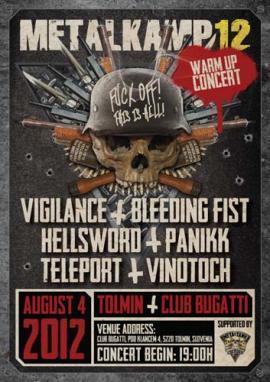 METALKAMP12
WARM UP
CONCERT
FUCK OFF!
THIS IS HELL!
VIGILANCE + BLEEDING FIST
HELLSWORD + PANIKK
TELEPORT + VINOTOCH
AUGUST 4
2012
TOLMIN + CLUB BUGATTI
VENUE ADDRESS:
CLUB BUGATTI, POD KLANCEM 4, 5220 TOLMIN, SLOVENIA
CONCERT BEGIN: 19:00H
SUPPORTED BY